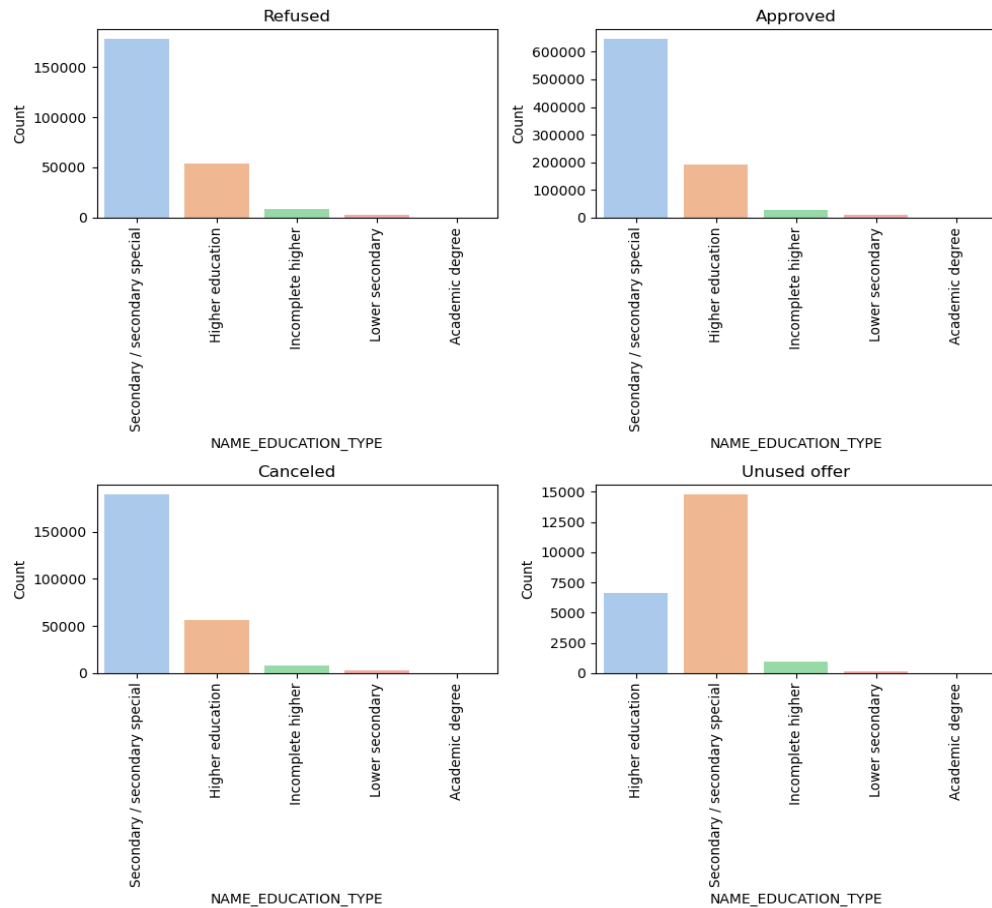 Refused
Count
150000
100000
50000
0
Secondary / secondary special
Higher education
Incomplete higher
Lower secondary
Academic degree
NAME_EDUCATION_TYPE
Approved
Count
600000
500000
400000
300000
200000
100000
0
Secondary / secondary special
Higher education
Incomplete higher
Lower secondary
Academic degree
NAME_EDUCATION_TYPE
Canceled
Count
150000
100000
50000
0
Secondary / secondary special
Higher education
Incomplete higher
Lower secondary
Academic degree
NAME_EDUCATION_TYPE
Unused offer
Count
15000
12500
10000
7500
5000
2500
0
Higher education
Secondary / secondary special
Incomplete higher
Lower secondary
Academic degree
NAME_EDUCATION_TYPE